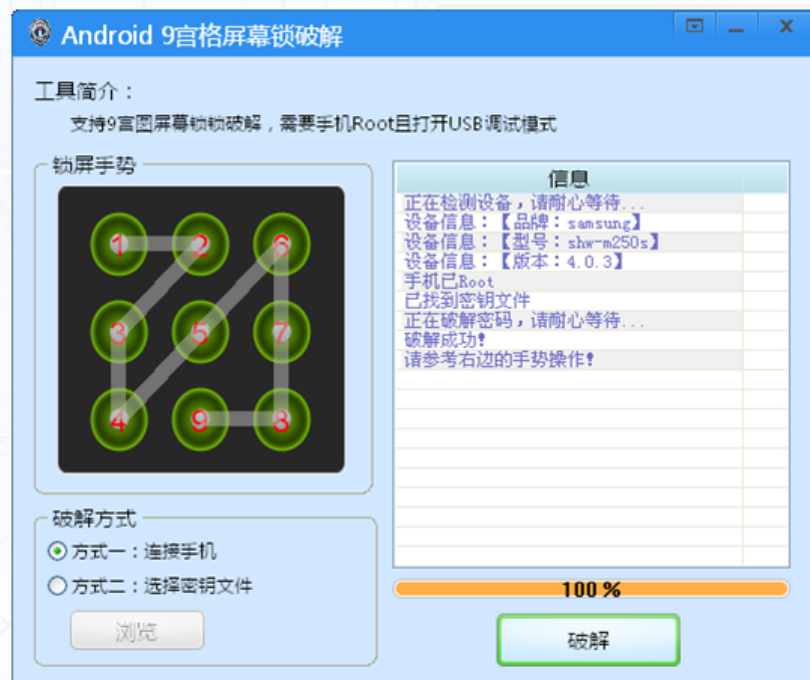 Android 9宫格屏幕锁破解
工具简介：
支持9宫图屏幕锁锁破解，需要手机Root且打开USB调试模式
锁屏手势
1 2 6
3 5 7
4 9 8
信息
正在检测设备，请耐心等待...
设备信息：【品牌：samsung】
设备信息：【型号：shw-m250s】
设备信息：【版本：4.0.3】
手机已Root
已找到密钥文件
正在破解密码，请耐心等待...
破解成功!
请参考右边的手势操作!
破解方式
方式一：连接手机
方式二：选择密钥文件
浏览
100 %
破解